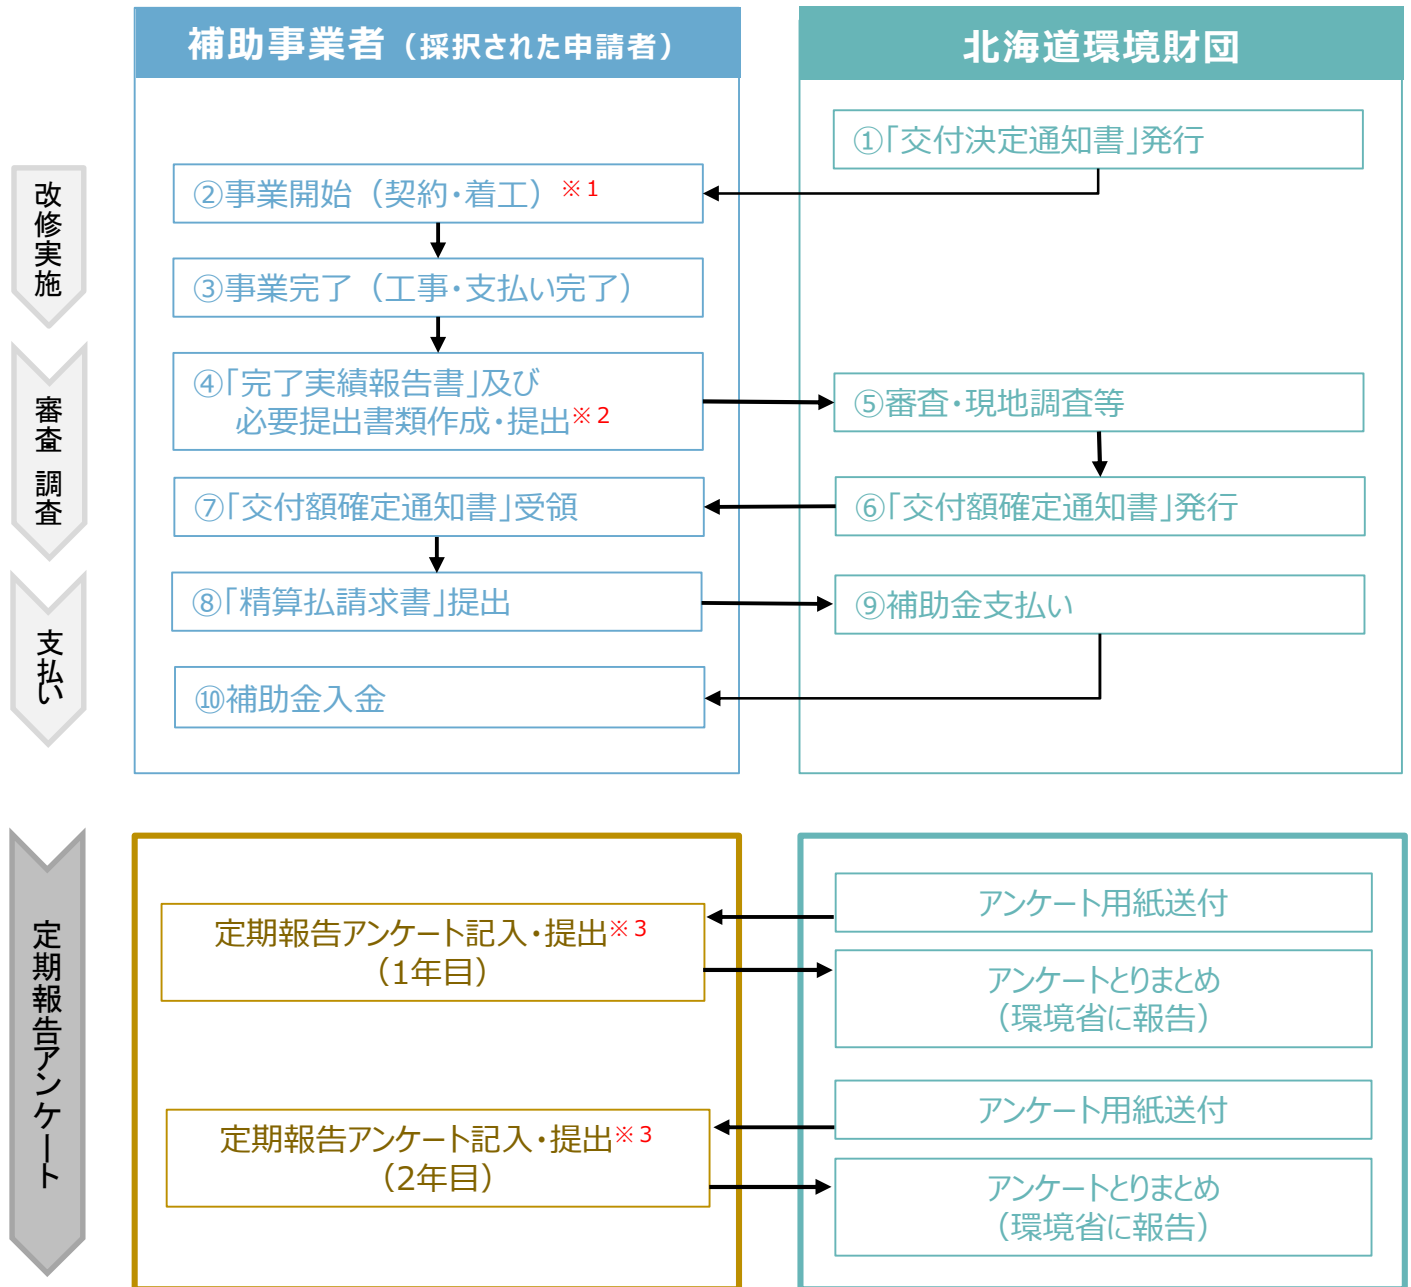 補助事業者（採択された申請者）
北海道環境財団
改修実施
①「交付決定通知書」発行
②事業開始（契約・着工）※1
③事業完了（工事・支払い完了）
審査 調査
④「完了実績報告書」及び
必要提出書類作成・提出※2
⑤審査・現地調査等
⑦「交付額確定通知書」受領
⑥「交付額確定通知書」発行
支払い
⑧「精算払請求書」提出
⑨補助金支払い
⑩補助金入金
定期報告アンケート
アンケート用紙送付
定期報告アンケート記入・提出※3
（1年目）
アンケートとりまとめ
（環境省に報告）
アンケート用紙送付
定期報告アンケート記入・提出※3
（2年目）
アンケートとりまとめ
（環境省に報告）